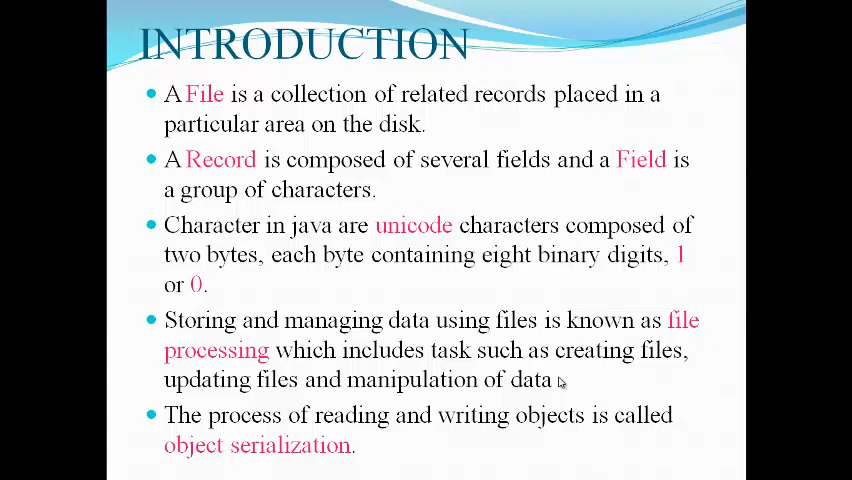 INTRODUCTION
• A File is a collection of related records placed in a
particular area on the disk.
• A Record is composed of several fields and a Field is
a group of characters.
• Character in java are unicode characters composed of
two bytes, each byte containing eight binary digits, 1
or 0.
• Storing and managing data using files is known as file
processing which includes task such as creating files,
updating files and manipulation of data
• The process of reading and writing objects is called
object serialization.